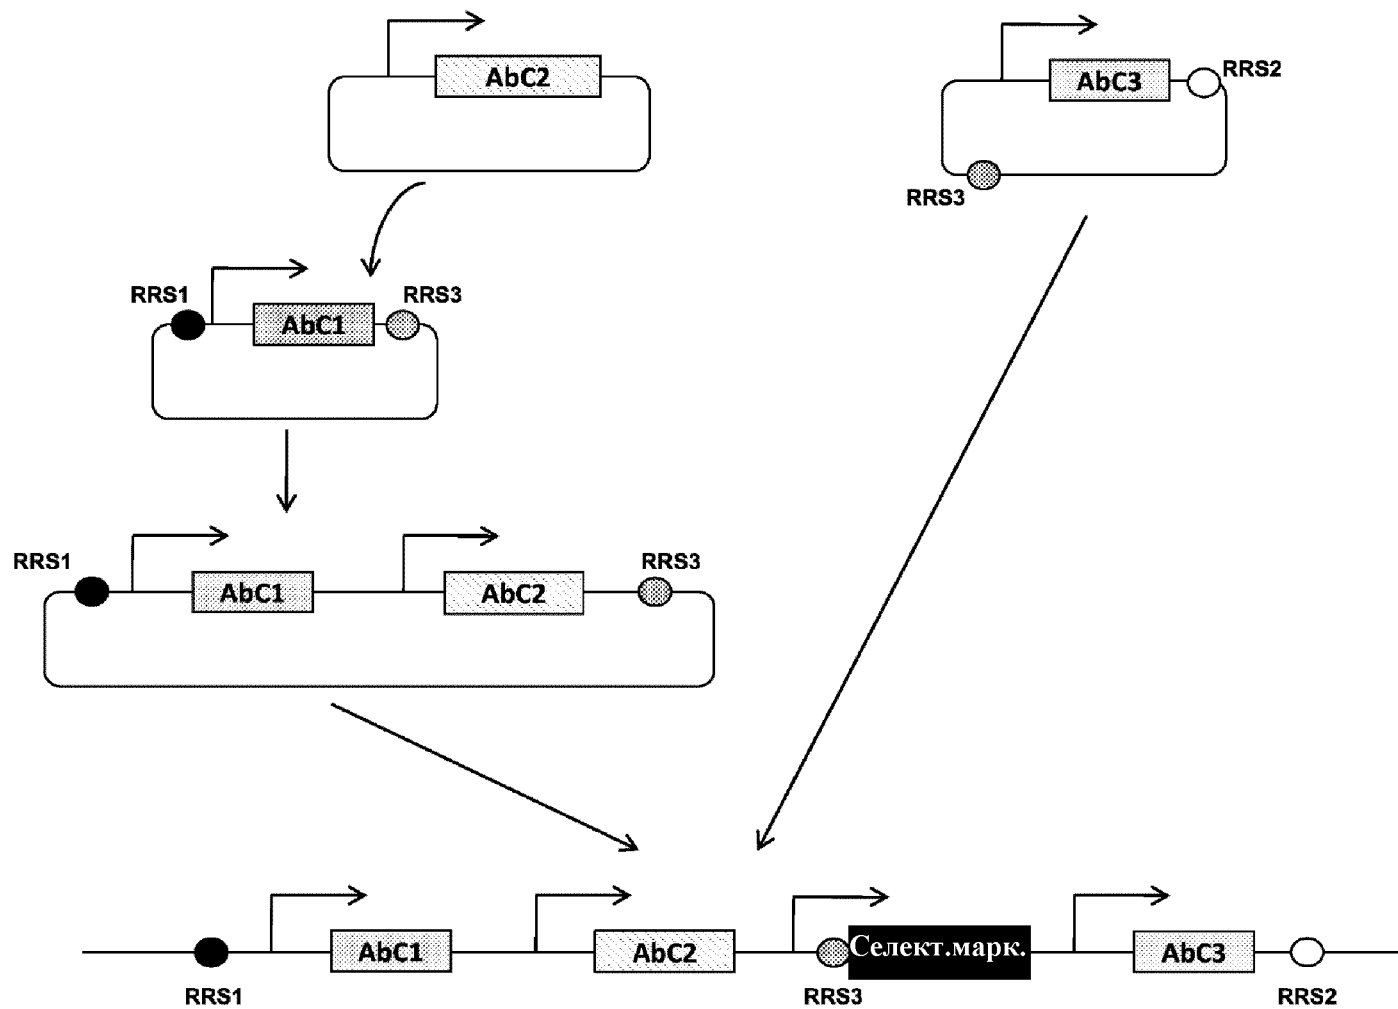 AbC2
AbC3
RRS2
RRS3
RRS1
RRS3
AbC1
RRS1
RRS3
AbC1
AbC2
AbC1
AbC2
Селект.марк.
AbC3
RRS1
RRS3
RRS2